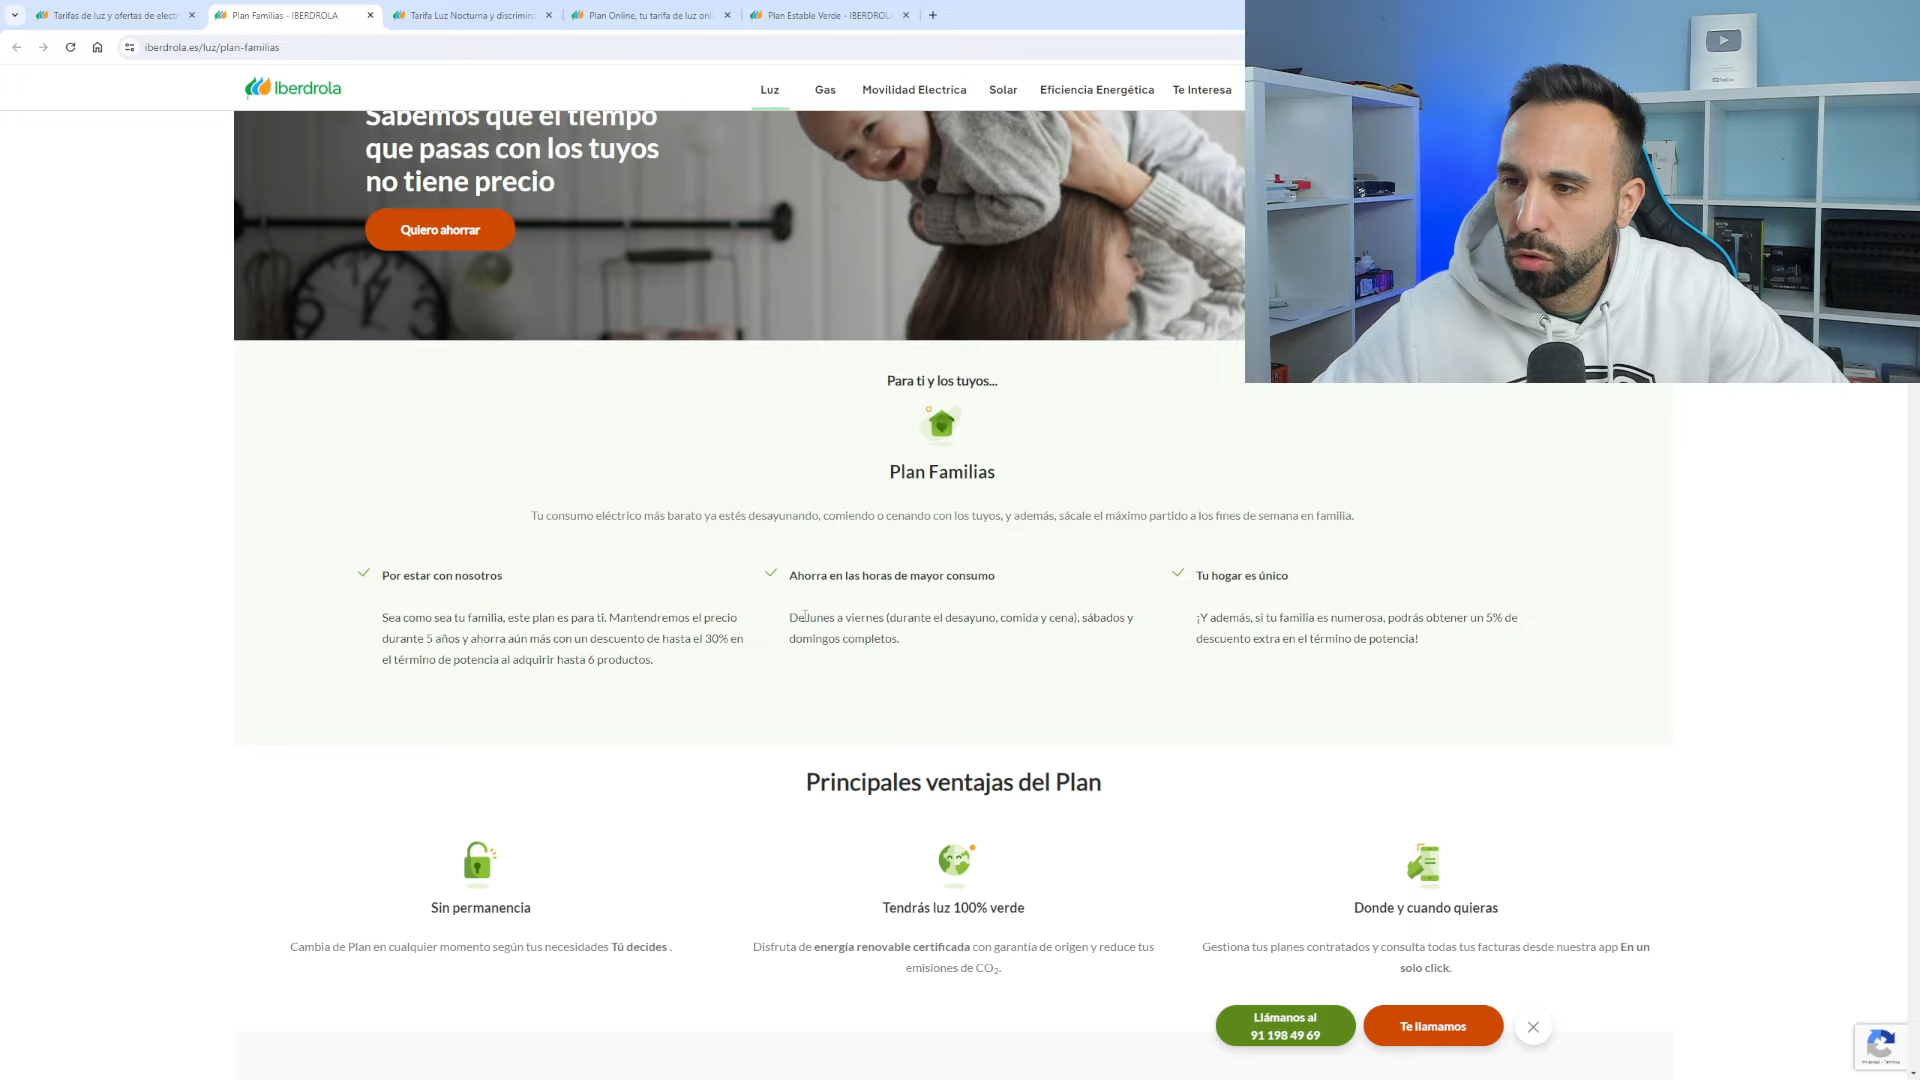 Tarifas de luz y ofertas de elect
Plan Familias - IBERDROLA
Tarifa Luz Nocturna y discrimina
Plan Online, tu tarifa de luz onl
Plan Estable Verde - IBERDROLA
iberdrola.es/luz/plan-familias
Iberdrola
Luz
Gas
Movilidad Electrica
Solar
Eficiencia Energética
Te Interesa
Sabemos que el tiempo
que pasas con los tuyos
no tiene precio
Quiero ahorrar
Para ti y los tuyos...
Plan Familias
Tu consumo eléctrico más barato ya estés desayunando, comiendo o cenando con los tuyos, y además, sácale el máximo partido a los fines de semana en familia.
Por estar con nosotros
Sea como sea tu familia, este plan es para ti. Mantendremos el precio
durante 5 años y ahorra aún más con un descuento de hasta el 30% en
el término de potencia al adquirir hasta 6 productos.
Ahorra en las horas de mayor consumo
De lunes a viernes (durante el desayuno, comida y cena), sábados y
domingos completos.
Tu hogar es único
¡Y además, si tu familia es numerosa, podrás obtener un 5% de
descuento extra en el término de potencia!
Principales ventajas del Plan
Sin permanencia
Cambia de Plan en cualquier momento según tus necesidades Tú decides .
Tendrás luz 100% verde
Disfruta de energía renovable certificada con garantía de origen y reduce tus
emisiones de CO₂.
Donde y cuando quieras
Gestiona tus planes contratados y consulta todas tus facturas desde nuestra app En un
solo click.
Llámanos al
91 198 49 69
Te llamamos
Privacidad - Términos